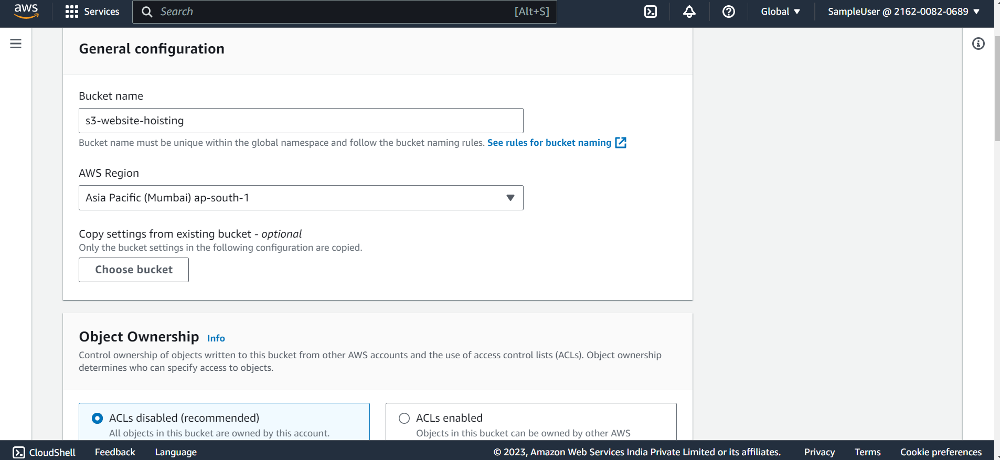 aws Services Search [Alt+S] Global SampleUser @ 2162-0082-0689
General configuration
Bucket name
s3-website-hoisting
Bucket name must be unique within the global namespace and follow the bucket naming rules. See rules for bucket naming
AWS Region
Asia Pacific (Mumbai) ap-south-1
Copy settings from existing bucket - optional
Only the bucket settings in the following configuration are copied.
Choose bucket
Object Ownership Info
Control ownership of objects written to this bucket from other AWS accounts and the use of access control lists (ACLs). Object ownership
determines who can specify access to objects.
ACLs disabled (recommended)
All objects in this bucket are owned by this account.
ACLs enabled
Objects in this bucket can be owned by other AWS
CloudShell Feedback Language © 2023, Amazon Web Services India Private Limited or its affiliates. Privacy Terms Cookie preferences